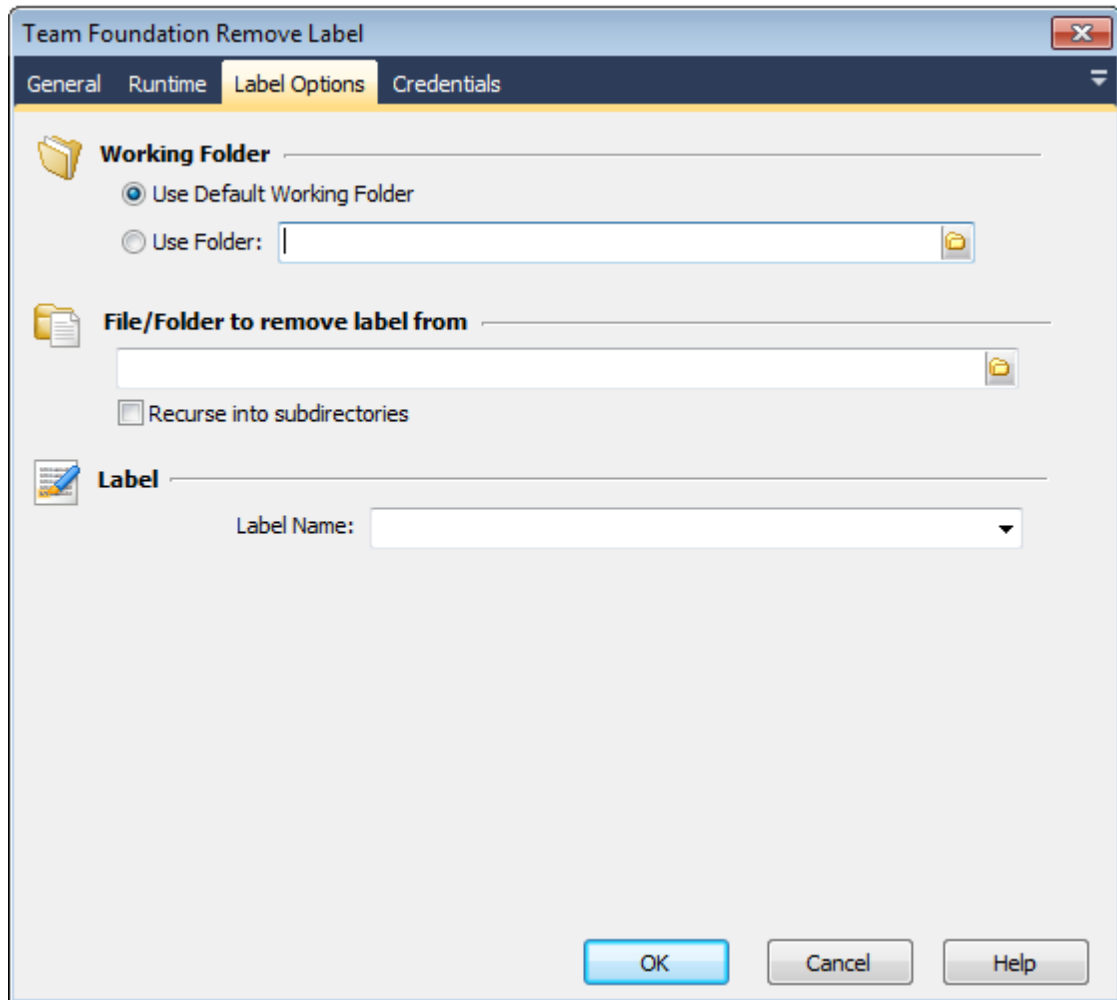 Team Foundation Remove Label
General Runtime Label Options Credentials
Working Folder
Use Default Working Folder
Use Folder:
File/Folder to remove label from
Recurse into subdirectories
Label
Label Name:
OK Cancel Help